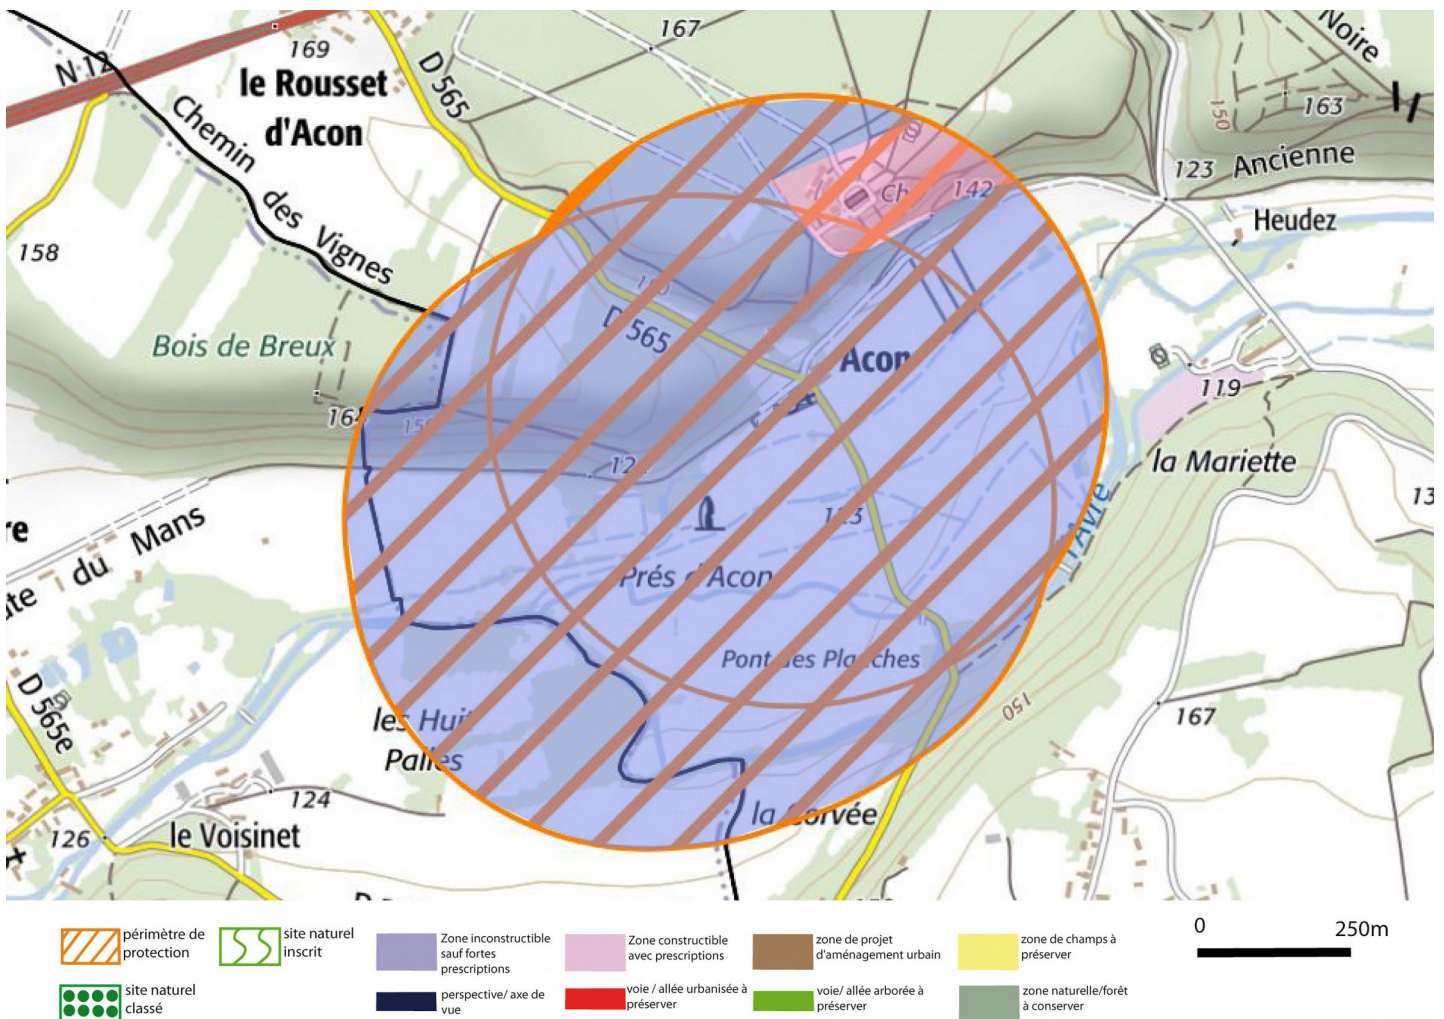 167
169
N 12
le Rousset
d'Acon
D 565
Noire
163
150
Chemin
des
Vignes
123
Ancienne
142
Heudez
158
D 565
Bois de Breux
Acon
119
164
la Mariette
du Mans
113
l'Avre
Prés d'Acon
Pont des Planches
150
167
D 565e
les Huit
Palles
124
la Corvée
126
le Voisinet
0
250m
périmètre de
protection
site naturel
inscrit
Zone inconstructible
sauf fortes
prescriptions
Zone constructible
avec prescriptions
zone de projet
d'aménagement urbain
zone de champs à
préserver
site naturel
classé
perspective/ axe de
vue
voie / allée urbanisée à
préserver
voie/ allée arborée à
préserver
zone naturelle/forêt
à conserver